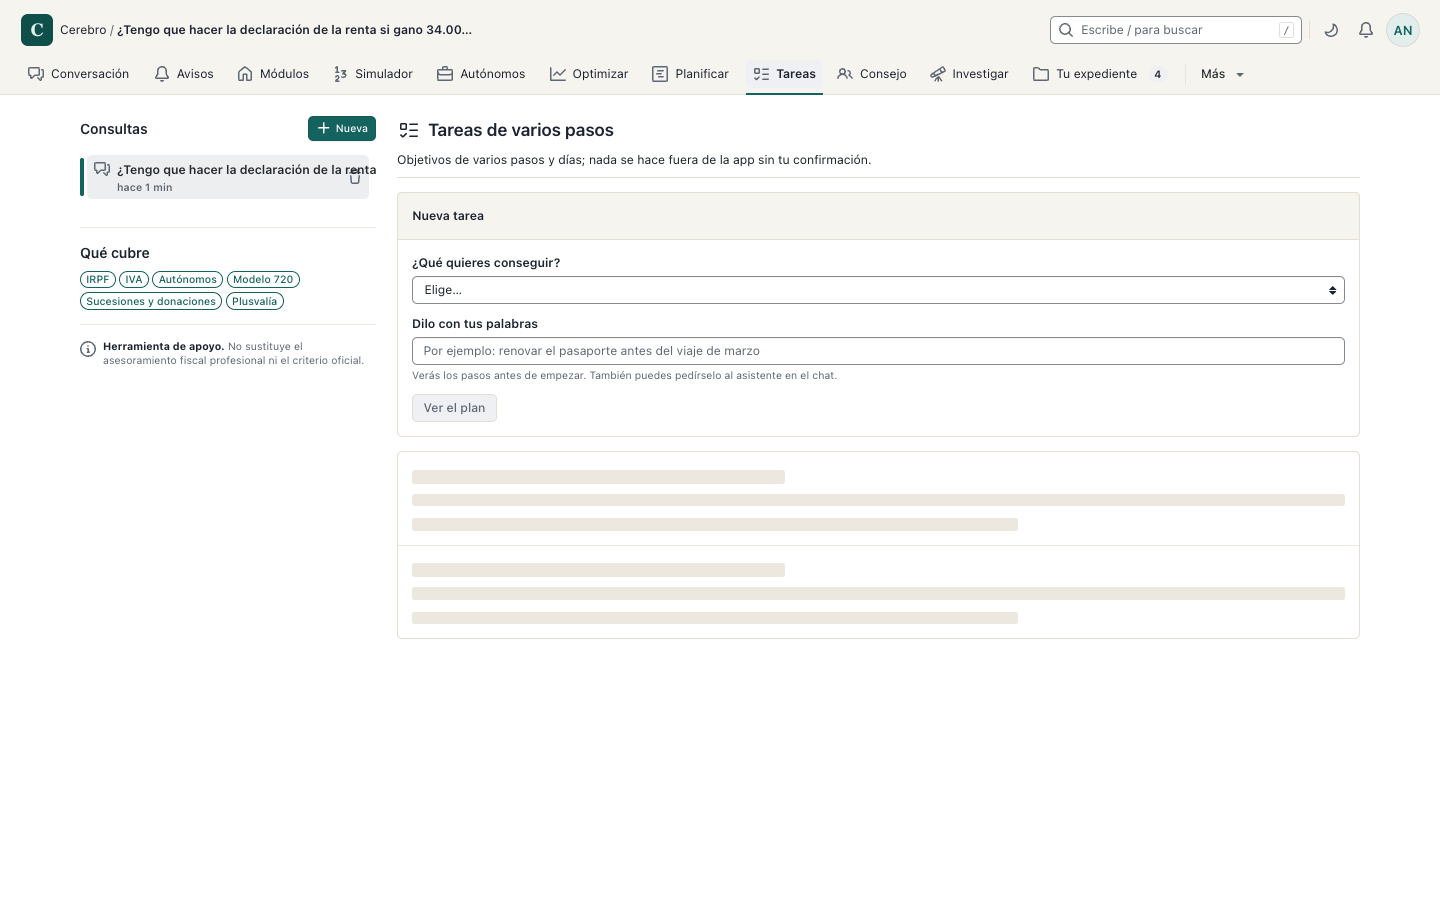 C Cerebro / ¿Tengo que hacer la declaración de la renta si gano 34.00...
Escribe / para buscar /
AN
Conversación Avisos Módulos Simulador Autónomos Optimizar Planificar Tareas Consejo Investigar Tu expediente 4 Más
Consultas
Nueva
¿Tengo que hacer la declaración de la renta
hace 1 min
Qué cubre
IRPF IVA Autónomos Modelo 720
Sucesiones y donaciones Plusvalía
Herramienta de apoyo. No sustituye el
asesoramiento fiscal profesional ni el criterio oficial.
Tareas de varios pasos
Objetivos de varios pasos y días; nada se hace fuera de la app sin tu confirmación.
Nueva tarea
¿Qué quieres conseguir?
Elige...
Dilo con tus palabras
Por ejemplo: renovar el pasaporte antes del viaje de marzo
Verás los pasos antes de empezar. También puedes pedírselo al asistente en el chat.
Ver el plan